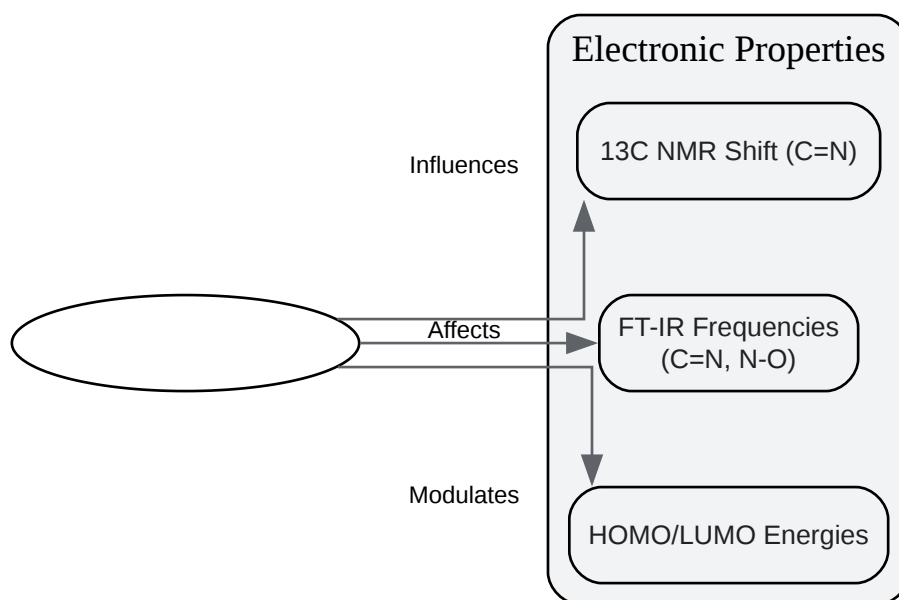 Electronic Properties
13C NMR Shift (C=N)
Influences
Affects
FT-IR Frequencies
(C=N, N-O)
Modulates
HOMO/LUMO Energies